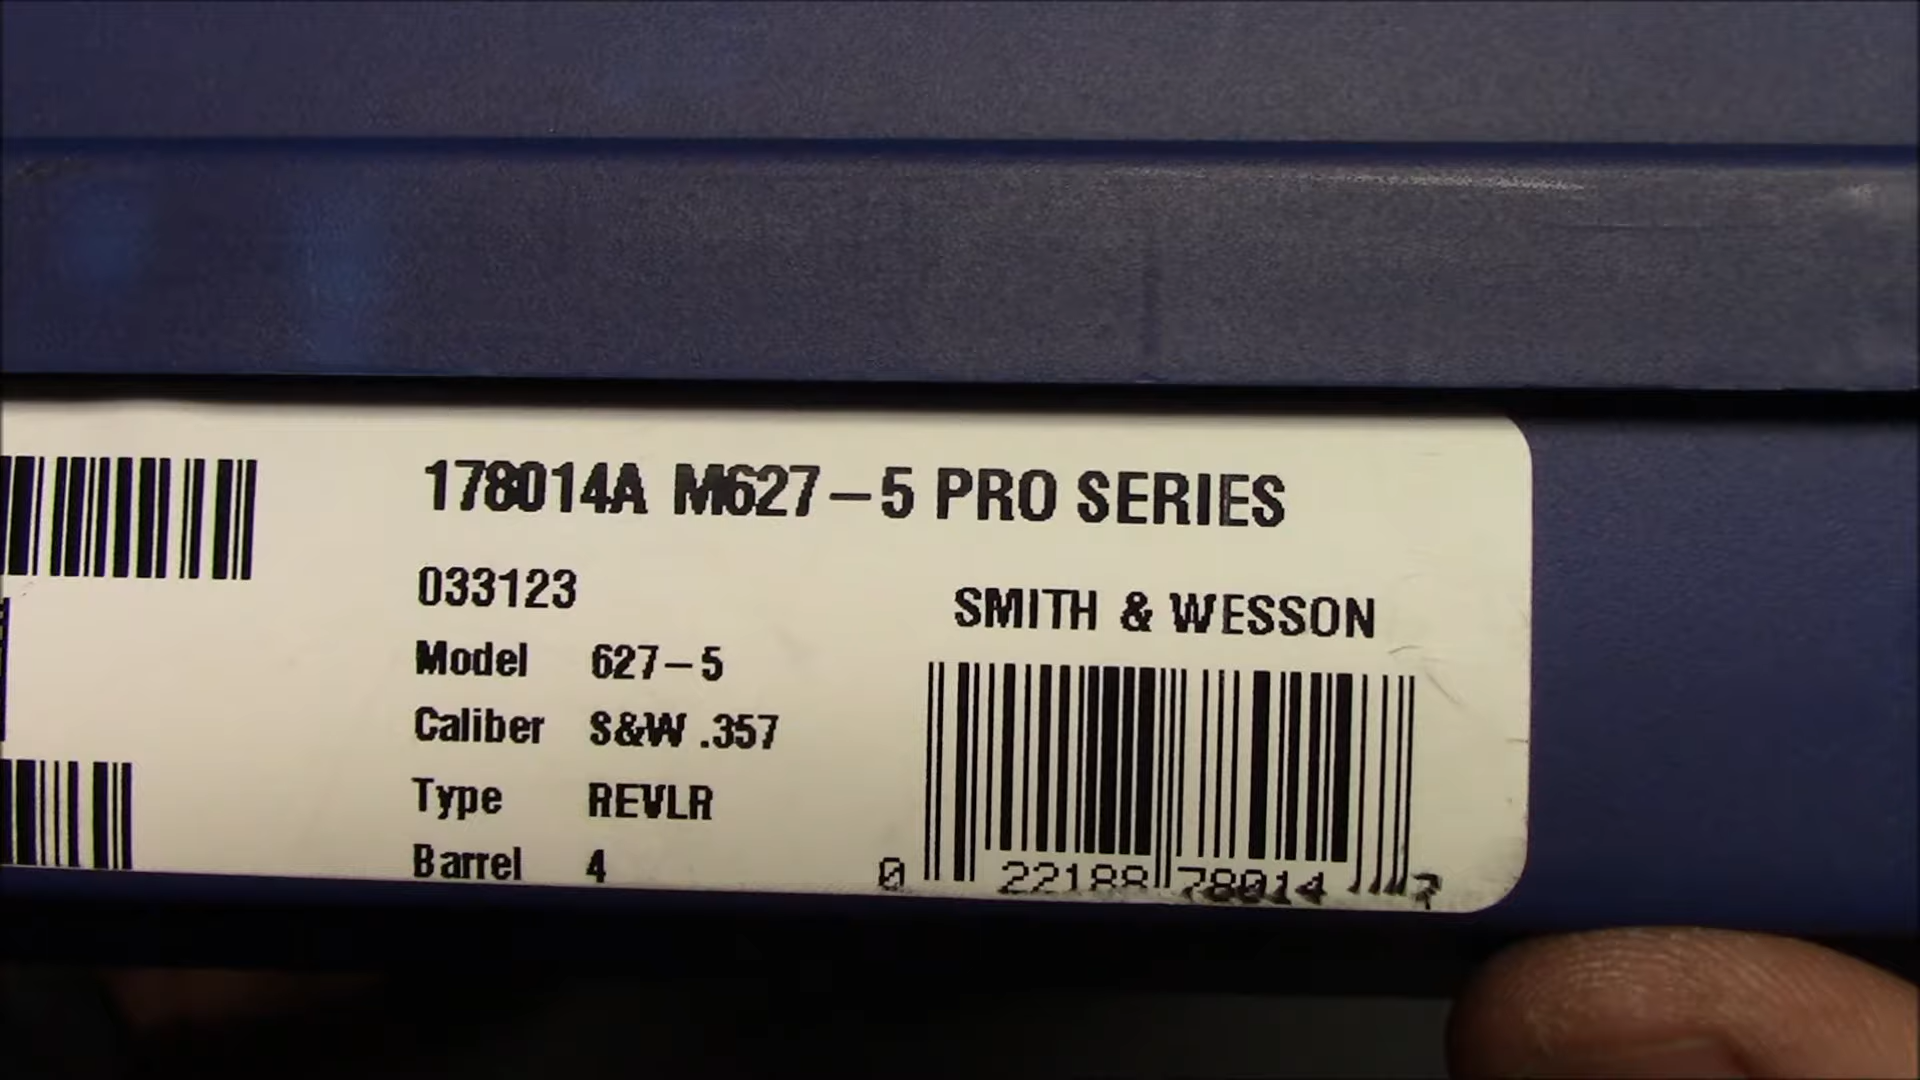 178014A M627-5 PRO SERIES
033123
SMITH & WESSON
Model 627-5
Caliber S&W .357
Type REVLR
Barrel 4
0 22188 78014 7